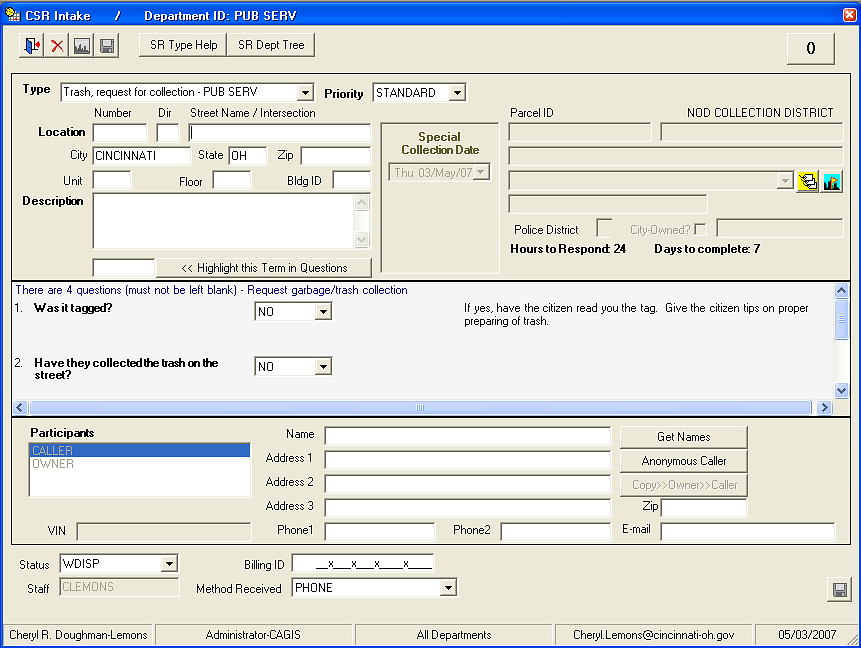 CSR Intake / Department ID: PUB SERV
SR Type Help SR Dept Tree 0
Type Trash, request for collection - PUB SERV Priority STANDARD
Number Dir Street Name / Intersection
Location
City CINCINNATI State OH Zip
Unit Floor Bldg ID
Description
<< Highlight this Term in Questions
Special
Collection Date
Thu 03/May/07
Parcel ID NOD COLLECTION DISTRICT
Police District City-Owned?
Hours to Respond: 24 Days to complete: 7
There are 4 questions (must not be left blank) - Request garbage/trash collection
1. Was it tagged? NO If yes, have the citizen read you the tag. Give the citizen tips on proper
preparing of trash.
2. Have they collected the trash on the
street? NO
Participants
CALLER
OWNER
VIN
Name
Address 1
Address 2
Address 3
Phone1 Phone2
Get Names
Anonymous Caller
Copy>>Owner>>Caller
Zip
E-mail
Status WDISP Billing ID __x___x___x____x____
Staff CLEMONS Method Received PHONE
Cheryl R. Doughman-Lemons Administrator-CAGIS All Departments Cheryl.Lemons@cincinnati-oh.gov 05/03/2007